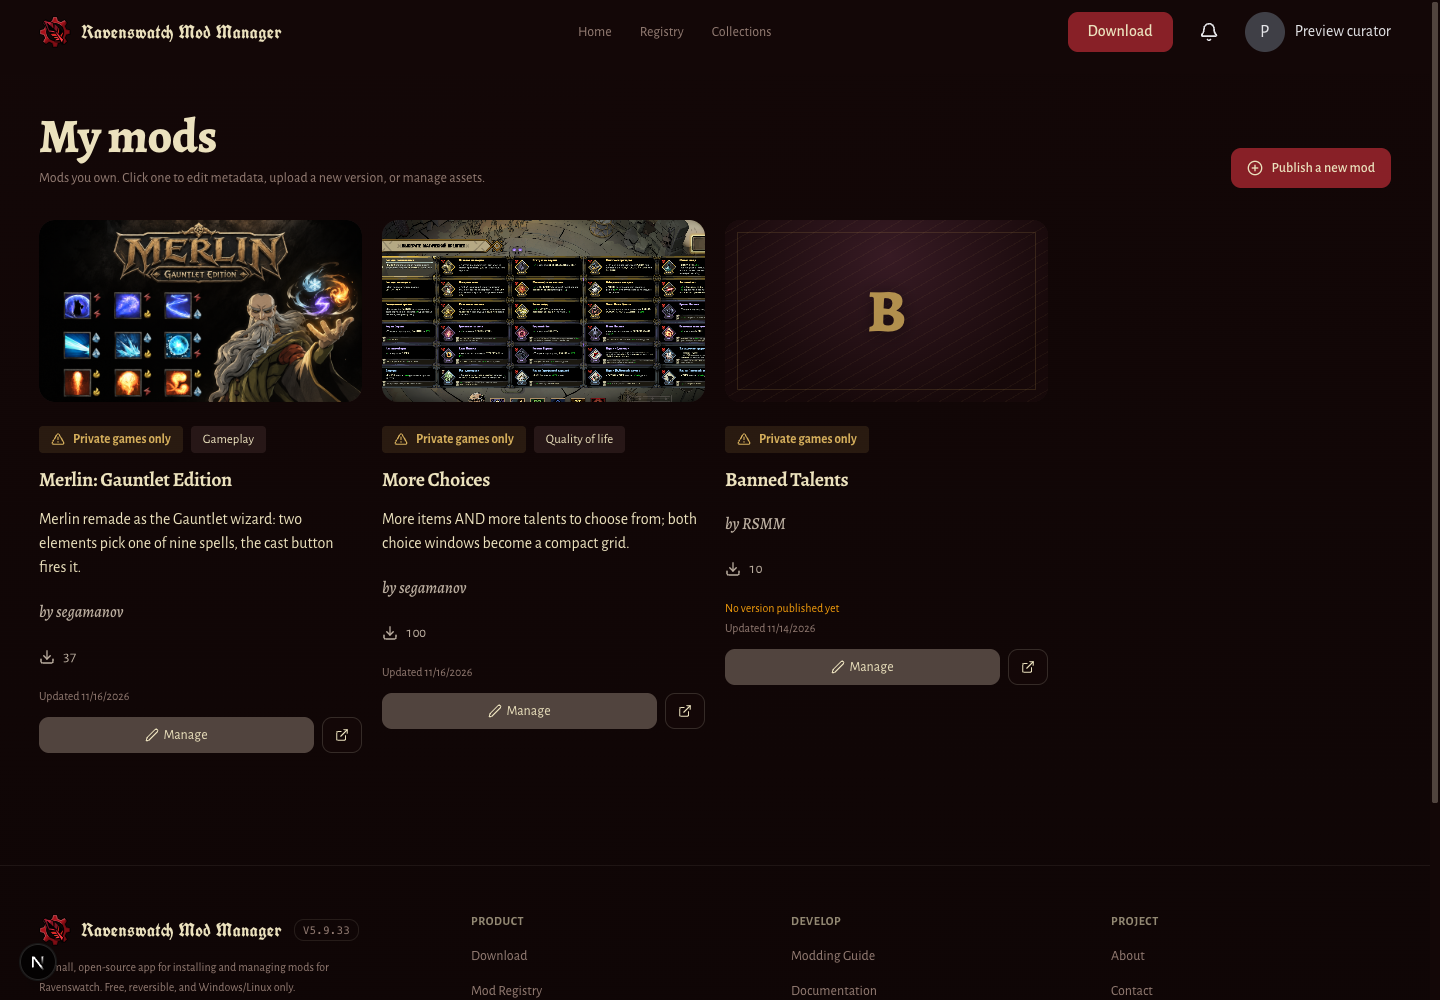 Ravenswatch Mod Manager
Home
Registry
Collections
Download
P
Preview curator
My mods
Mods you own. Click one to edit metadata, upload a new version, or manage assets.
Publish a new mod
MERLIN
GAUNTLET EDITION
B
Private games only
Gameplay
Merlin: Gauntlet Edition
Merlin remade as the Gauntlet wizard: two
elements pick one of nine spells, the cast button
fires it.
by segamanov
37
Updated 11/16/2026
Manage
Private games only
Quality of life
More Choices
More items AND more talents to choose from; both
choice windows become a compact grid.
by segamanov
100
Updated 11/16/2026
Manage
Private games only
Banned Talents
by RSMM
10
No version published yet
Updated 11/14/2026
Manage
Ravenswatch Mod Manager
V5.9.33
N
nall, open-source app for installing and managing mods for
Ravenswatch. Free, reversible, and Windows/Linux only.
PRODUCT
Download
Mod Registry
DEVELOP
Modding Guide
Documentation
PROJECT
About
Contact